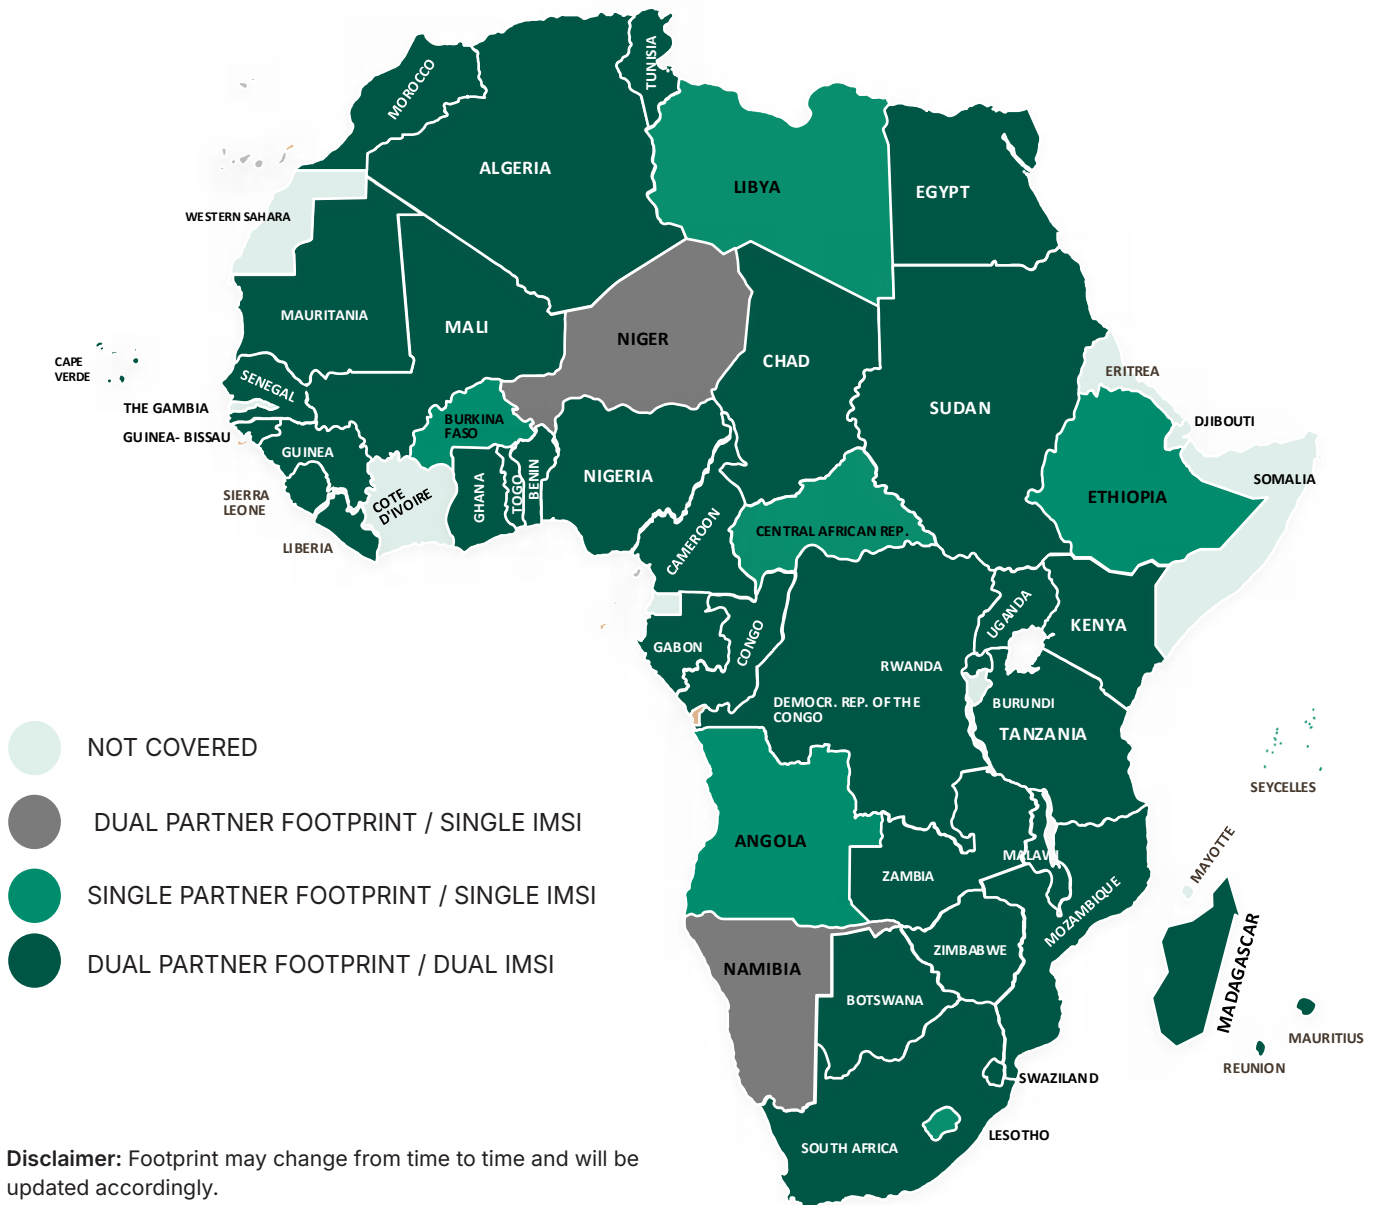 MOROCCO
TUNISIA
ALGERIA
LIBYA
EGYPT
WESTERN SAHARA
MAURITANIA
MALI
NIGER
CHAD
SUDAN
ERITREA
CAPE
VERDE
SENEGAL
THE GAMBIA
GUINEA- BISSAU
GUINEA
BURKINA
FASO
DJIBOUTI
SOMALIA
SIERRA
LEONE
COTE
D'IVOIRE
GHANA
TOGO
BENIN
NIGERIA
ETHIOPIA
LIBERIA
CAMEROON
CENTRAL AFRICAN REP.
UGANDA
KENYA
GABON
CONGO
RWANDA
DEMOCR. REP. OF THE
CONGO
BURUNDI
TANZANIA
NOT COVERED
SEYCELLES
DUAL PARTNER FOOTPRINT / SINGLE IMSI
ANGOLA
MALAWI
MAYOTTE
ZAMBIA
SINGLE PARTNER FOOTPRINT / SINGLE IMSI
MOZAMBIQUE
DUAL PARTNER FOOTPRINT / DUAL IMSI
NAMIBIA
ZIMBABWE
BOTSWANA
MADAGASCAR
MAURITIUS
REUNION
SWAZILAND
LESOTHO
SOUTH AFRICA
Disclaimer: Footprint may change from time to time and will be
updated accordingly.